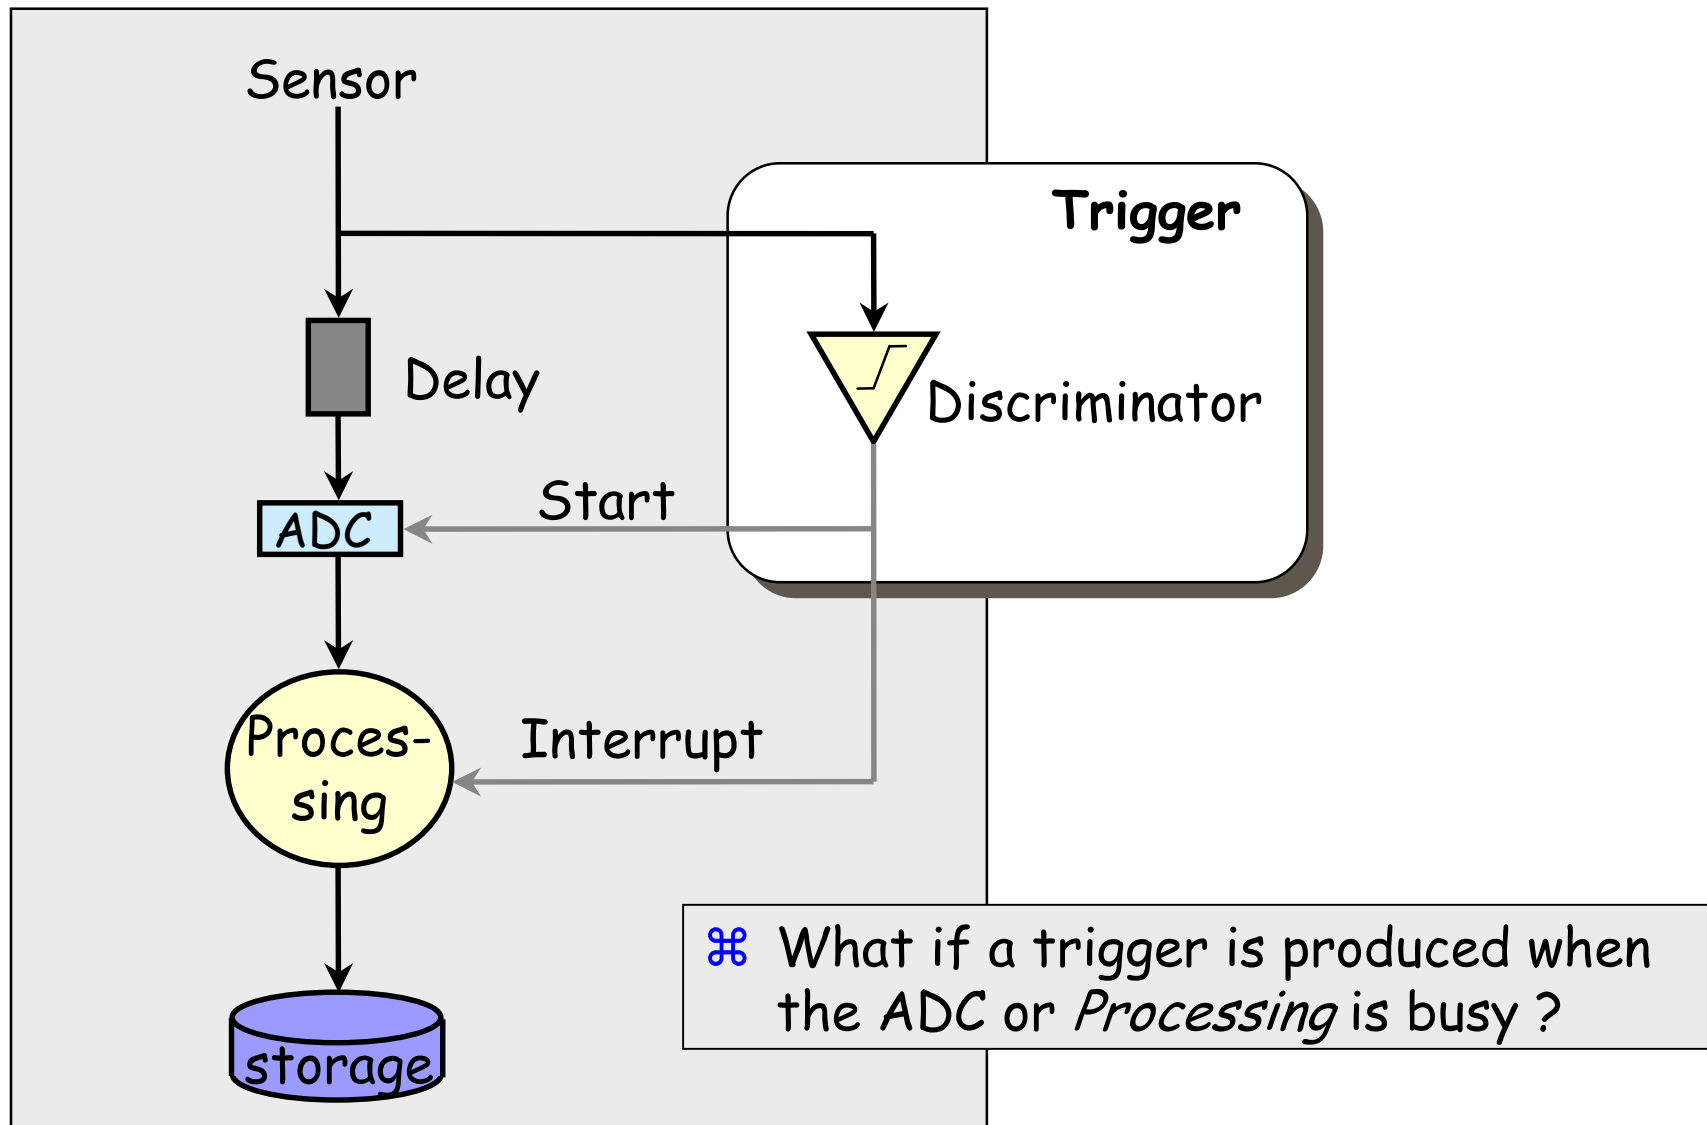 Sensor
Trigger
Delay
Discriminator
Start
ADC
Proces-
sing
Interrupt
⌘ What if a trigger is produced when
the ADC or Processing is busy ?
storage